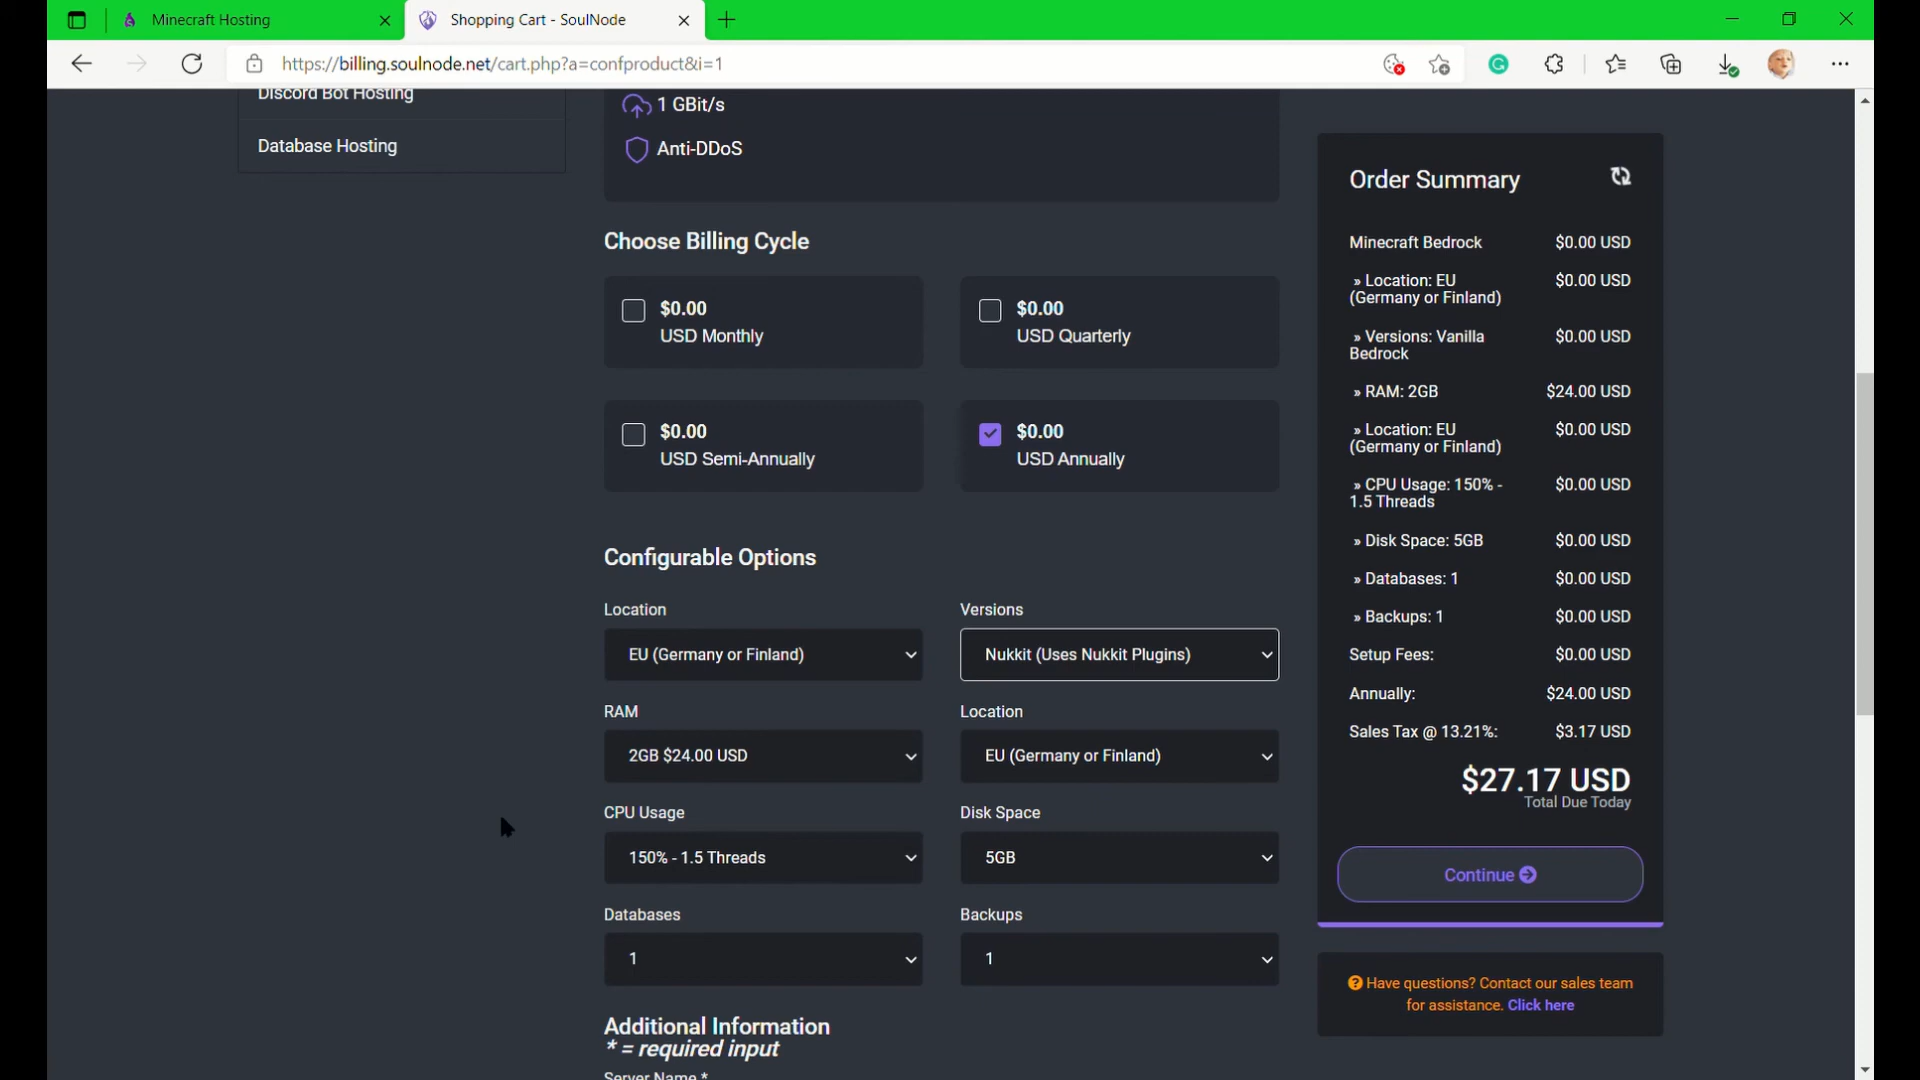 Minecraft Hosting
Shopping Cart - SoulNode
https://billing.soulnode.net/cart.php?a=confproduct&i=1
Discord Bot Hosting
Database Hosting
1 GBit/s
Anti-DDoS
Choose Billing Cycle
$0.00
USD Monthly
$0.00
USD Quarterly
$0.00
USD Semi-Annually
$0.00
USD Annually
Configurable Options
Location
EU (Germany or Finland)
Versions
Nukkit (Uses Nukkit Plugins)
RAM
2GB $24.00 USD
Location
EU (Germany or Finland)
CPU Usage
150% - 1.5 Threads
Disk Space
5GB
Databases
1
Backups
1
Additional Information
* = required input
Server Name *
Order Summary
Minecraft Bedrock $0.00 USD
» Location: EU $0.00 USD
(Germany or Finland)
» Versions: Vanilla $0.00 USD
Bedrock
» RAM: 2GB $24.00 USD
» Location: EU $0.00 USD
(Germany or Finland)
» CPU Usage: 150% - $0.00 USD
1.5 Threads
» Disk Space: 5GB $0.00 USD
» Databases: 1 $0.00 USD
» Backups: 1 $0.00 USD
Setup Fees: $0.00 USD
Annually: $24.00 USD
Sales Tax @ 13.21%: $3.17 USD
$27.17 USD
Total Due Today
Continue
Have questions? Contact our sales team
for assistance. Click here